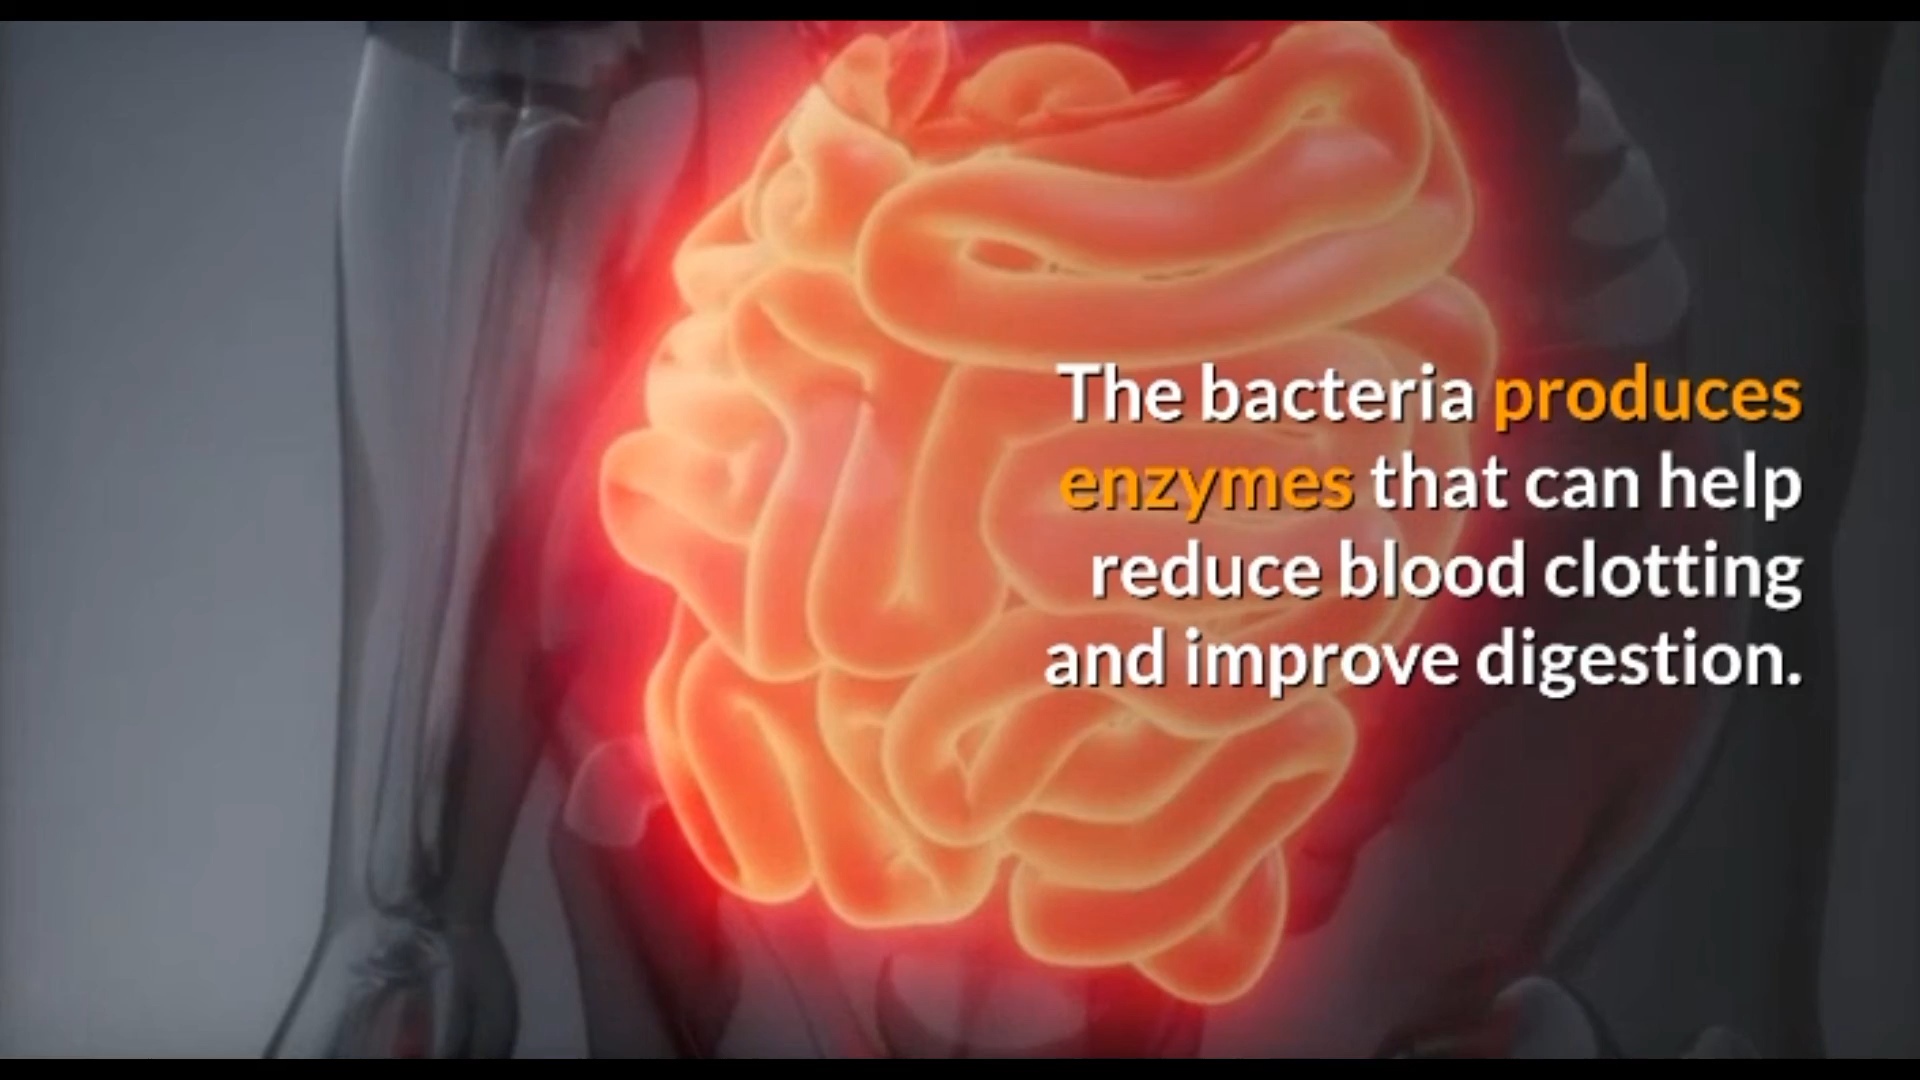 The bacteria produces
enzymes that can help
reduce blood clotting
and improve digestion.